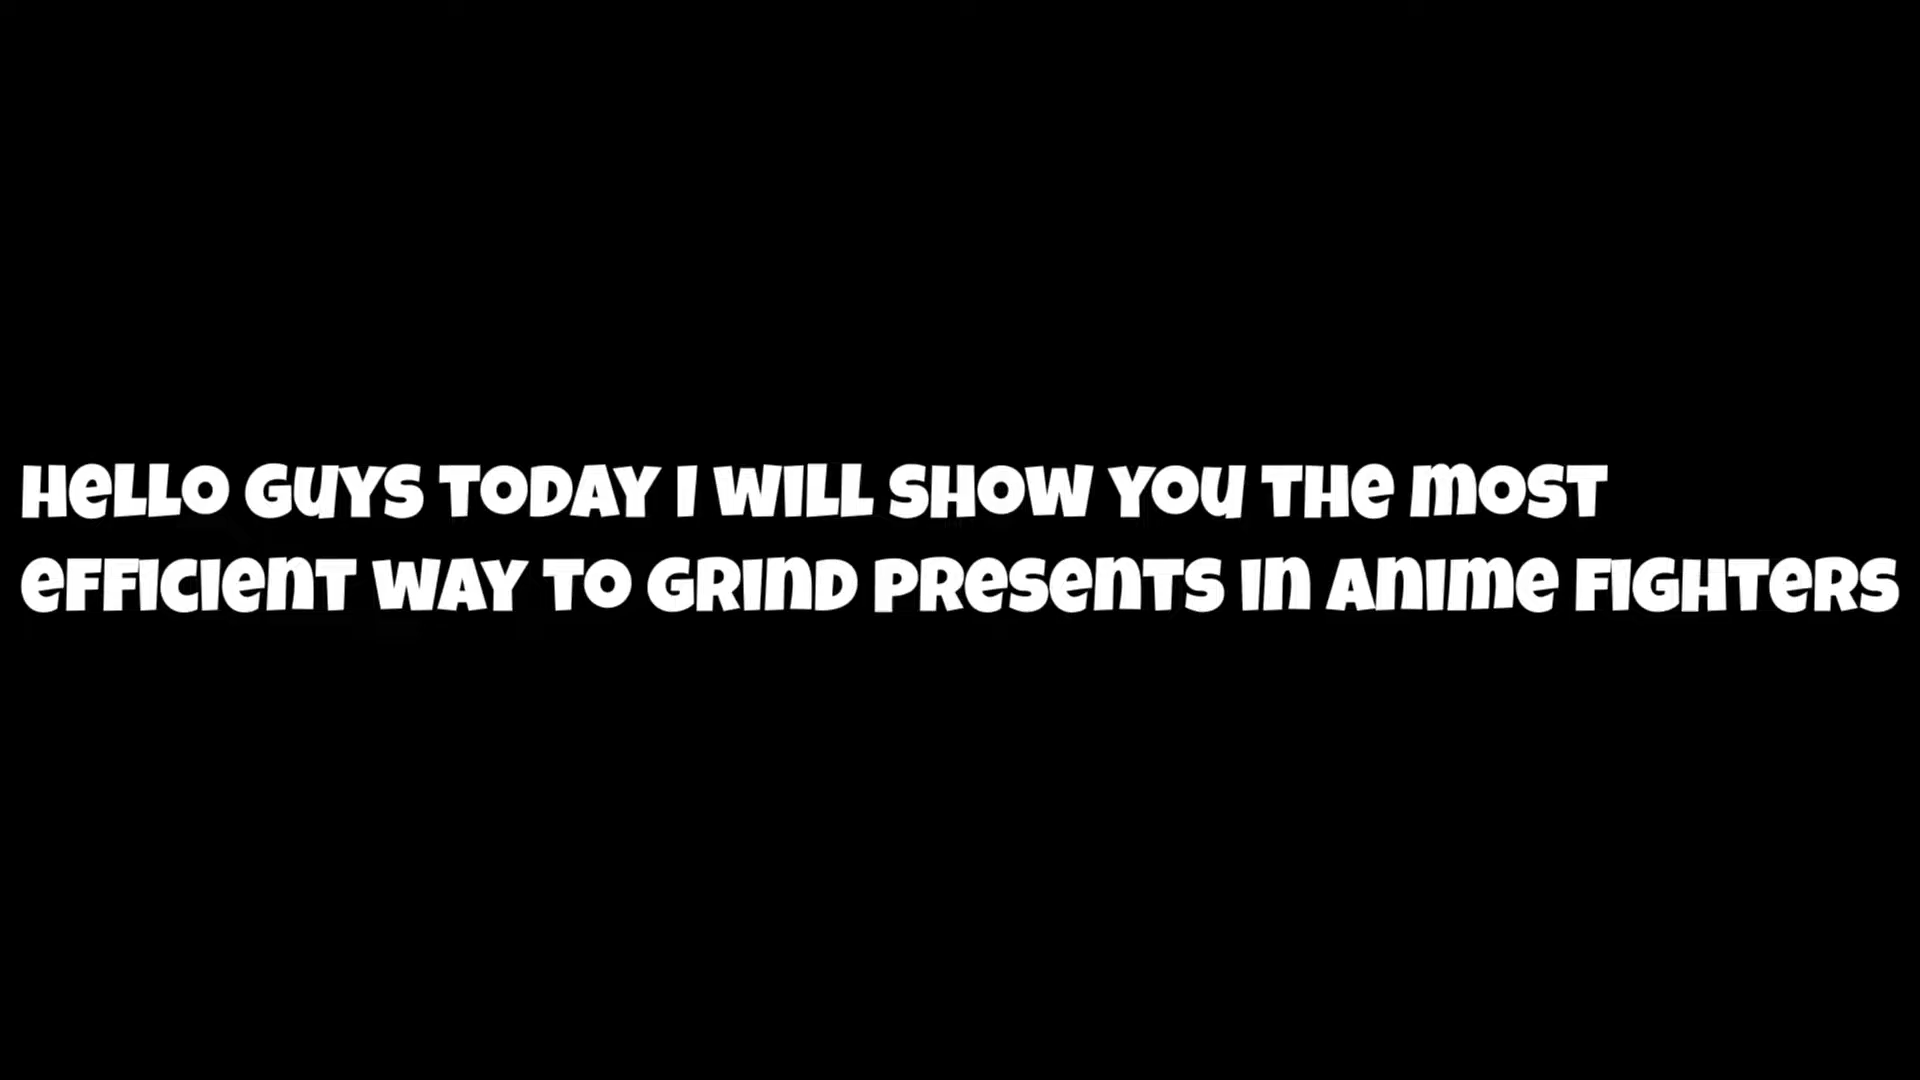 Hello guys today I will show you the most
efficient way to grind presents in anime fighters